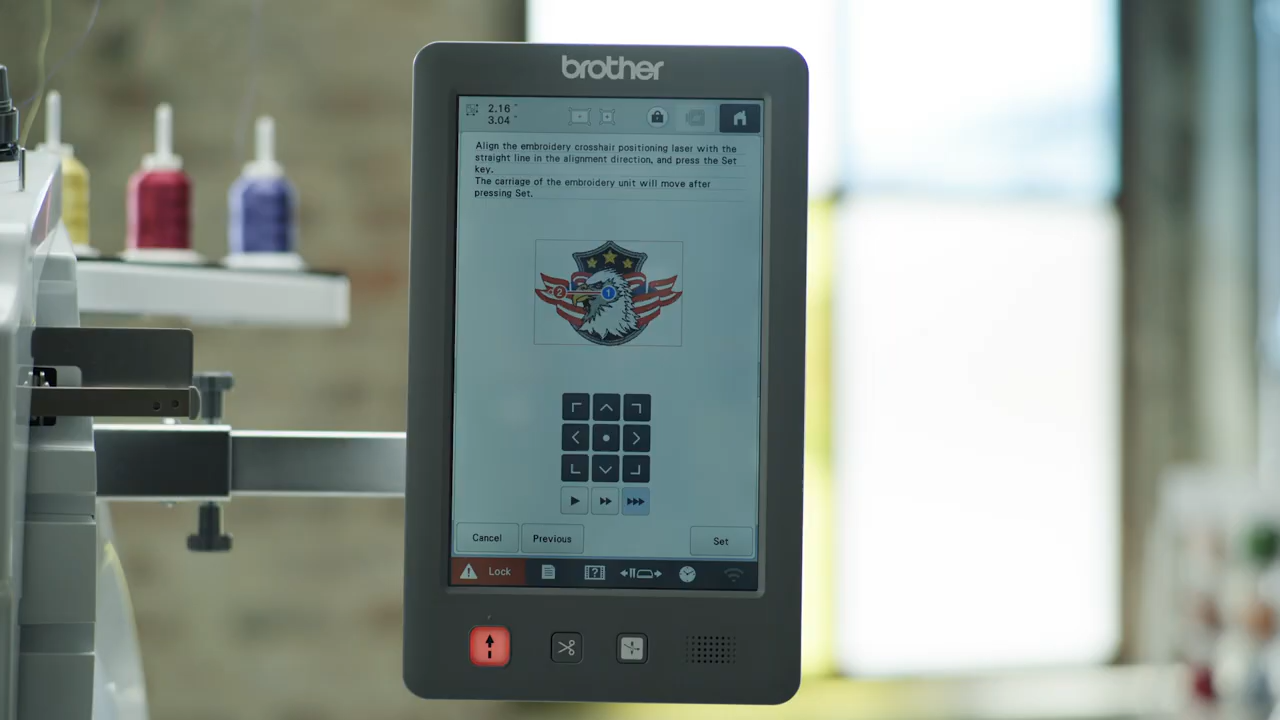 brother
2.16 "
3.04 "
Align the embroidery crosshair positioning laser with the
straight line in the alignment direction, and press the Set
key.
The carriage of the embroidery unit will move after
pressing Set.
2 1
Cancel Previous Set
Lock